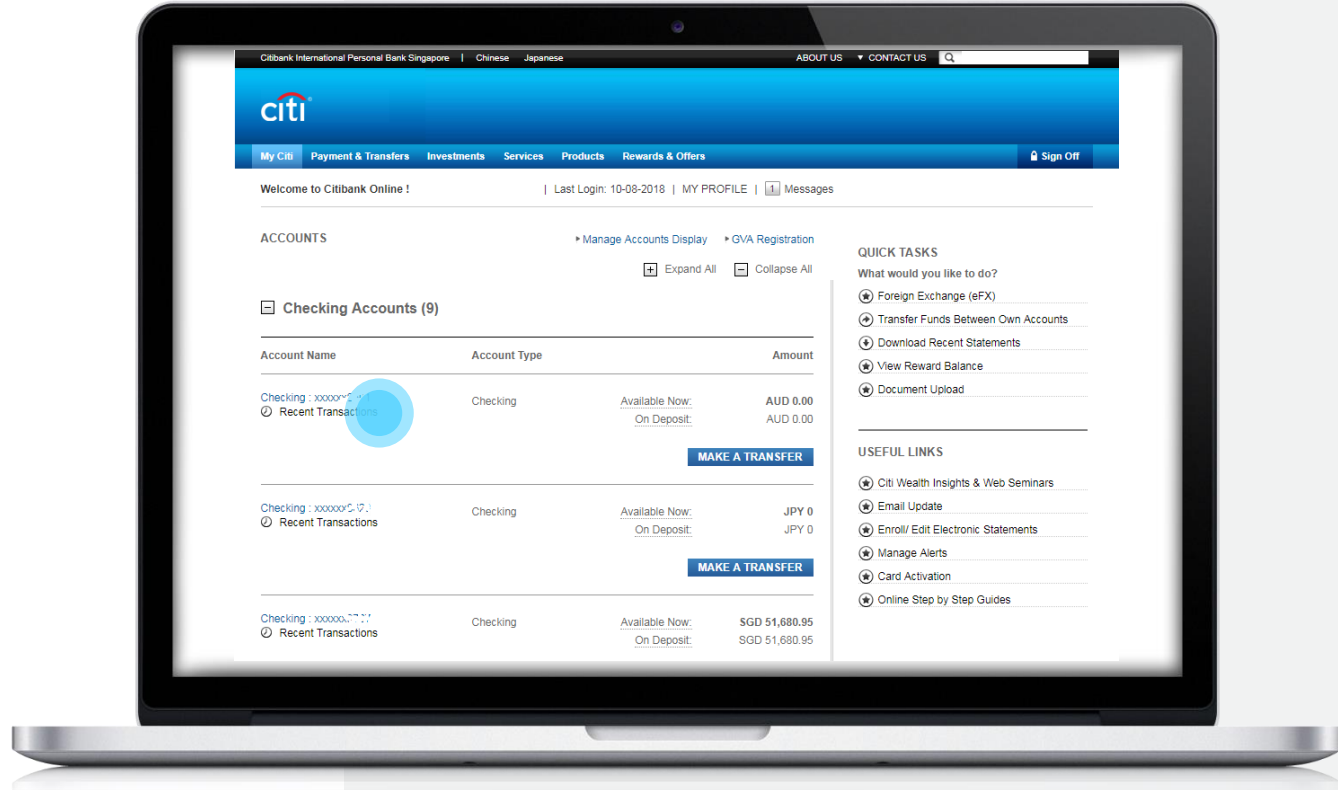 Citibank International Personal Bank Singapore | Chinese Japanese ABOUT US ▼ CONTACT US
citi
My Citi Payment & Transfers Investments Services Products Rewards & Offers Sign Off
Welcome to Citibank Online ! | Last Login: 10-08-2018 | MY PROFILE | 1 Messages
ACCOUNTS
Manage Accounts Display GVA Registration
Expand All Collapse All
Checking Accounts (9)
Account Name Account Type Amount
Checking : Checking Available Now: AUD 0.00
Recent Transactions On Deposit: AUD 0.00
MAKE A TRANSFER
Checking : Checking Available Now: JPY 0
Recent Transactions On Deposit: JPY 0
MAKE A TRANSFER
Checking : Checking Available Now: SGD 51,680.95
Recent Transactions On Deposit: SGD 51,680.95
QUICK TASKS
What would you like to do?
Foreign Exchange (eFX)
Transfer Funds Between Own Accounts
Download Recent Statements
View Reward Balance
Document Upload
USEFUL LINKS
Citi Wealth Insights & Web Seminars
Email Update
Enroll/ Edit Electronic Statements
Manage Alerts
Card Activation
Online Step by Step Guides